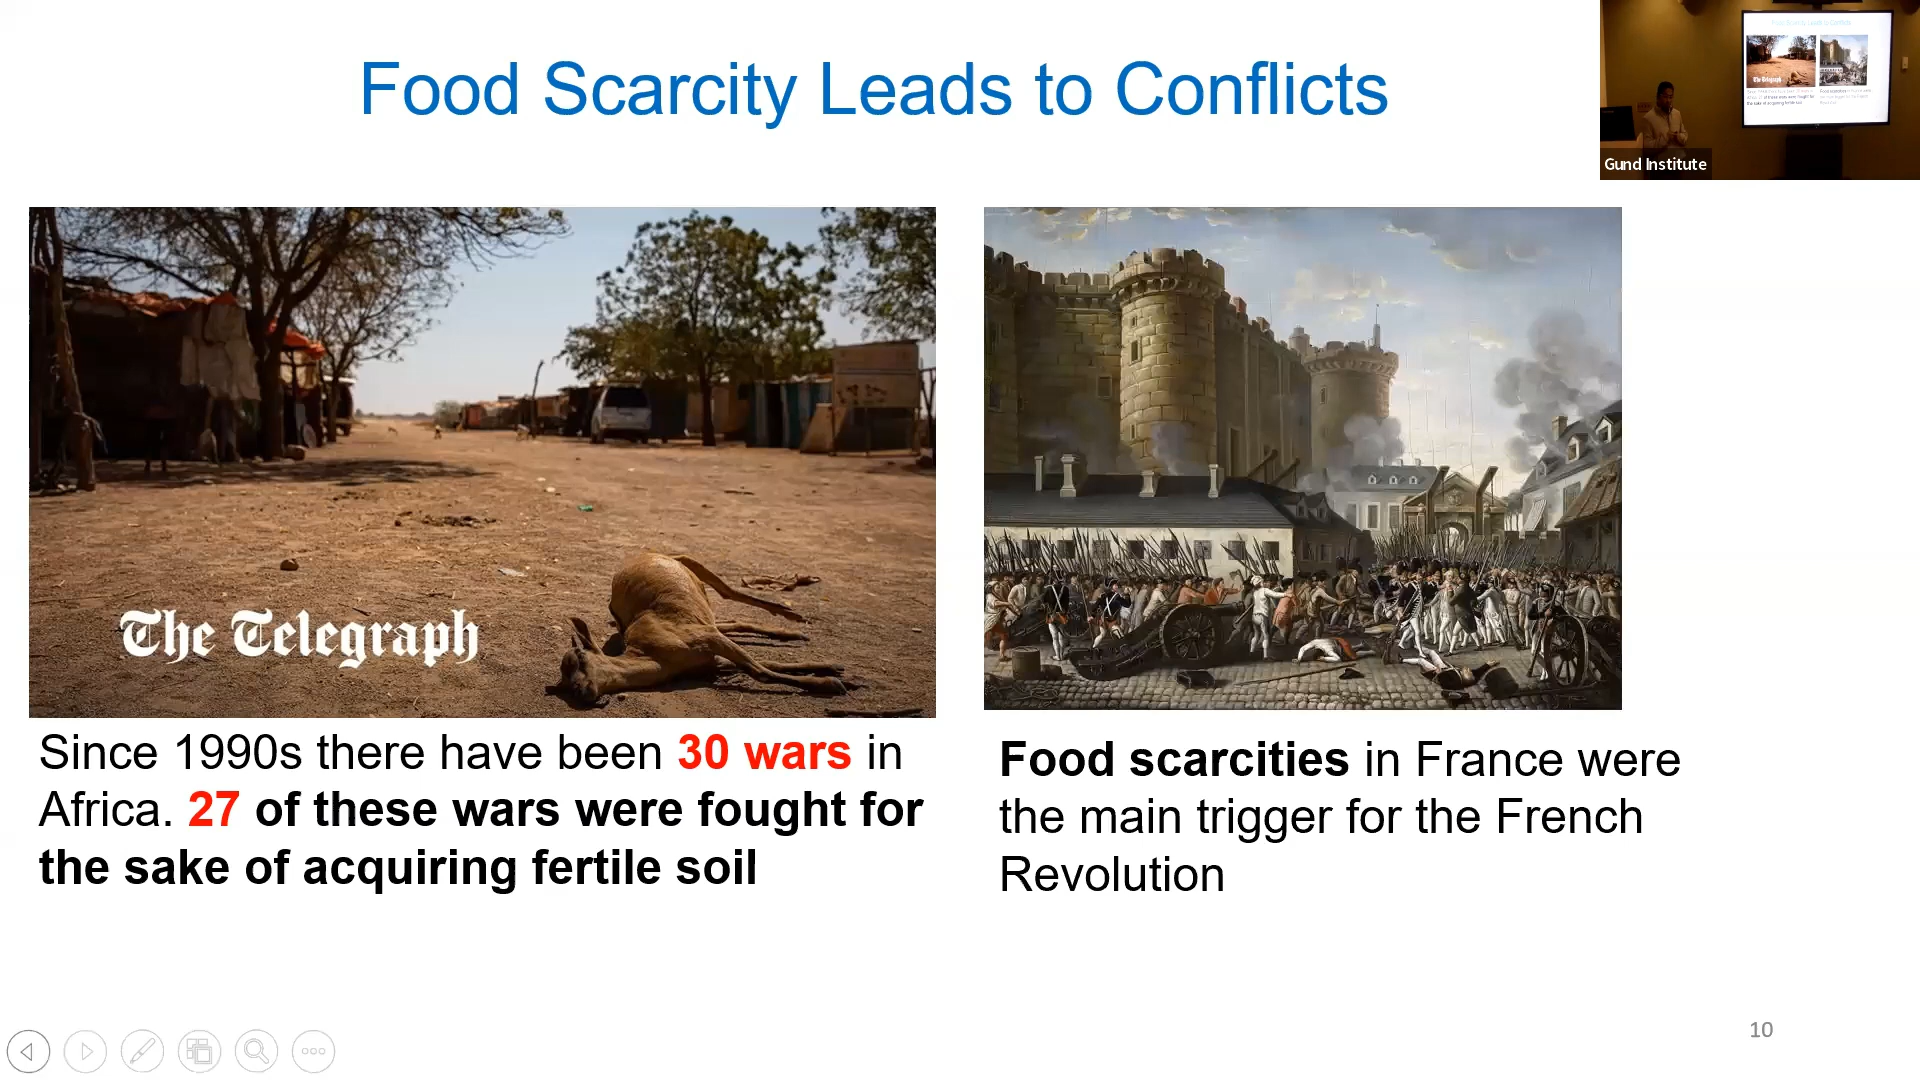 Food Scarcity Leads to Conflicts
Gund Institute
The Telegraph
Since 1990s there have been 30 wars in
Africa. 27 of these wars were fought for
the sake of acquiring fertile soil
Food scarcities in France were
the main trigger for the French
Revolution
10